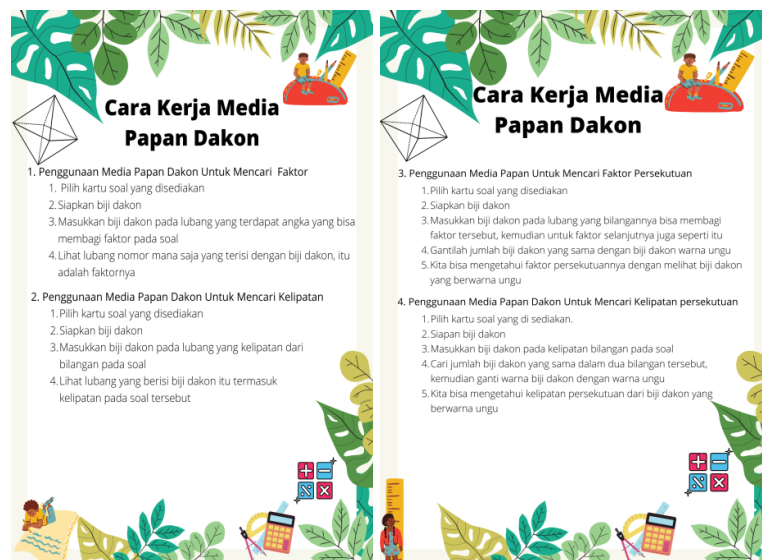 Cara Kerja Media
Papan Dakon
1. Penggunaan Media Papan Dakon Untuk Mencari Faktor
1. Pilih kartu soal yang disediakan
2. Siapkan biji dakon
3. Masukkan biji dakon pada lubang yang terdapat angka yang bisa
membagi faktor pada soal
4. Lihat lubang nomor mana saja yang terisi dengan biji dakon, itu
adalah faktornya
2. Penggunaan Media Papan Dakon Untuk Mencari Kelipatan
1. Pilih kartu soal yang disediakan
2. Siapkan biji dakon
3. Masukkan biji dakon pada lubang yang kelipatan dari
bilangan pada soal
4. Lihat lubang yang berisi biji dakon itu termasuk
kelipatan pada soal tersebut
Cara Kerja Media
Papan Dakon
3. Penggunaan Media Papan Untuk Mencari Faktor Persekutuan
1. Pilih kartu soal yang disediakan
2. Siapkan biji dakon
3. Masukkan biji dakon pada lubang yang bilangannya bisa membagi
faktor tersebut, kemudian untuk faktor selanjutnya juga seperti itu
4. Gantilah jumlah biji dakon yang sama dengan biji dakon warna ungu
5. Kita bisa mengetahui faktor persekutuannya dengan melihat biji dakon
yang berwarna ungu
4. Penggunaan Media Papan Dakon Untuk Mencari Kelipatan persekutuan
1. Pilih kartu soal yang di sediakan.
2. Siapan biji dakon
3. Masukkan biji dakon pada kelipatan bilangan pada soal
4. Cari jumlah biji dakon yang sama dalam dua bilangan tersebut,
kemudian ganti warna biji dakon dengan warna ungu
5. Kita bisa mengetahui kelipatan persekutuan dari biji dakon yang
berwarna ungu